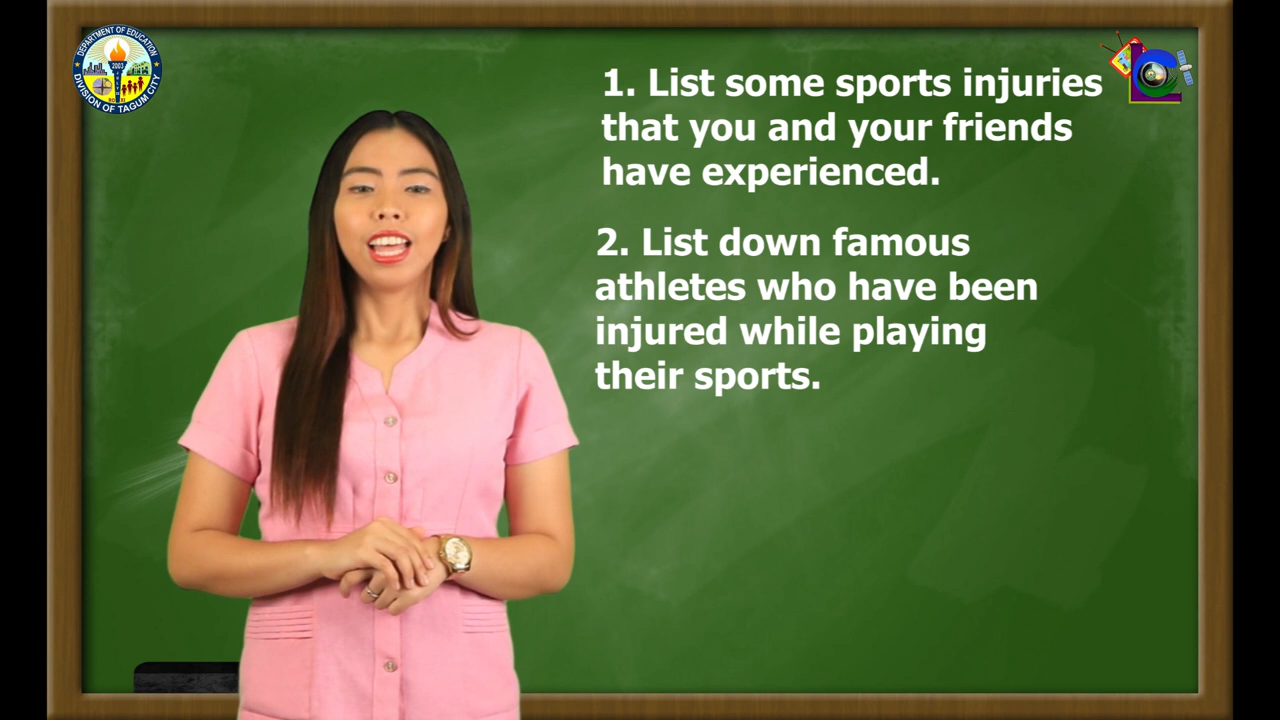 DEPARTMENT OF EDUCATION
2003
DIVISION OF TAGUM CITY
1. List some sports injuries
that you and your friends
have experienced.
2. List down famous
athletes who have been
injured while playing
their sports.